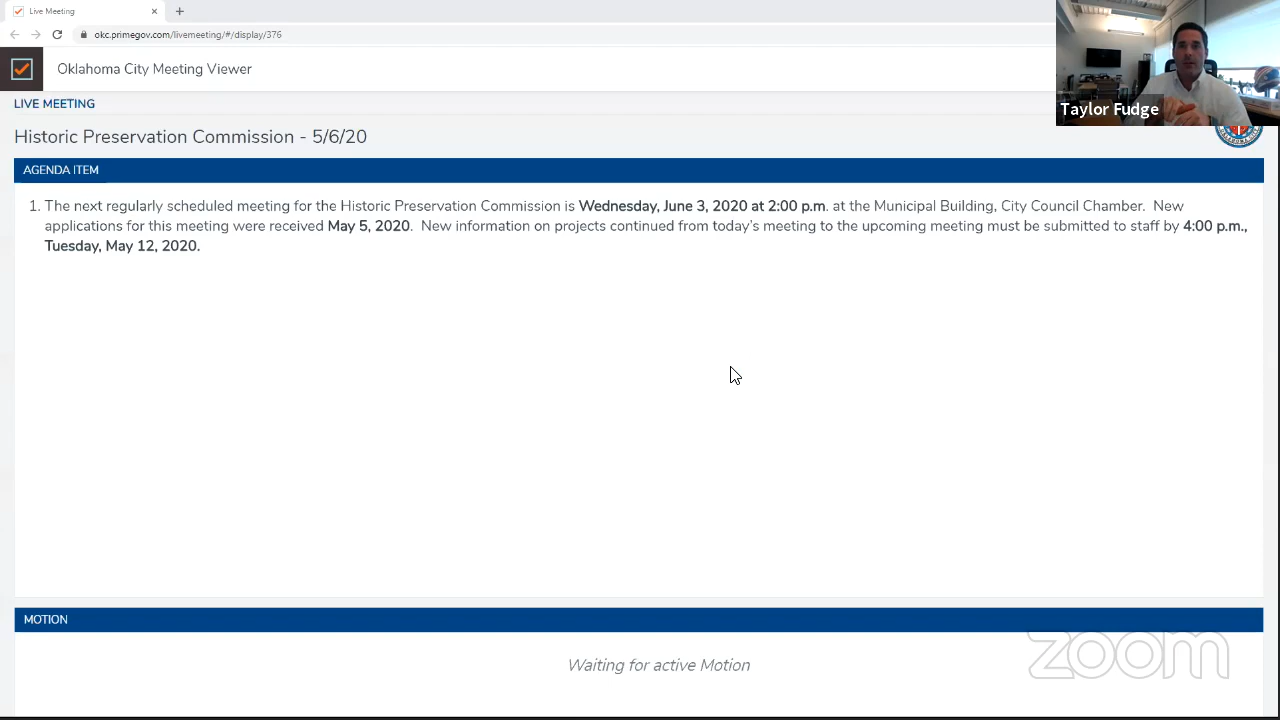 Live Meeting
okc.primegov.com/livemeeting/#/display/376
Oklahoma City Meeting Viewer
Taylor Fudge
LIVE MEETING
Historic Preservation Commission - 5/6/20
AGENDA ITEM
1. The next regularly scheduled meeting for the Historic Preservation Commission is Wednesday, June 3, 2020 at 2:00 p.m. at the Municipal Building, City Council Chamber. New
applications for this meeting were received May 5, 2020. New information on projects continued from today's meeting to the upcoming meeting must be submitted to staff by 4:00 p.m.,
Tuesday, May 12, 2020.
MOTION
Waiting for active Motion
zoom